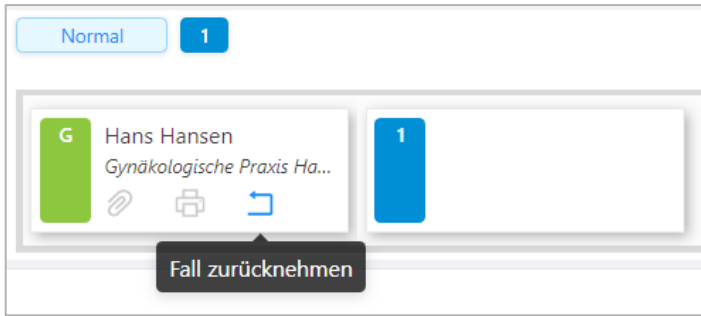 Normal
1
G
Hans Hansen
Gynäkologische Praxis Ha...
1
Fall zurücknehmen